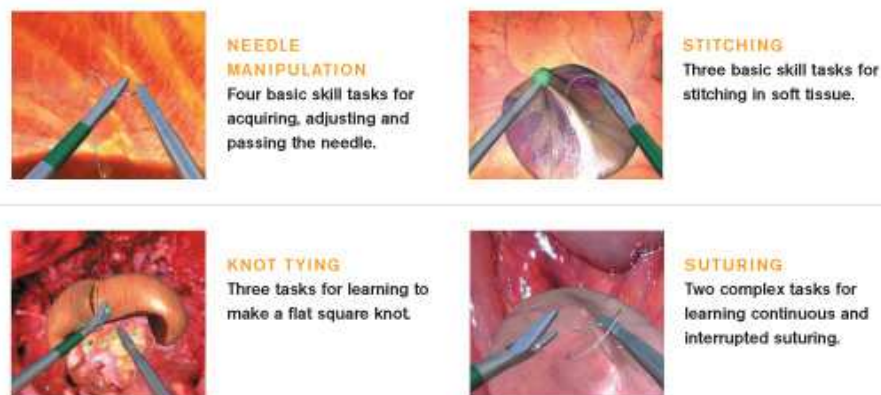 NEEDLE
MANIPULATION
Four basic skill tasks for
acquiring, adjusting and
passing the needle.
STITCHING
Three basic skill tasks for
stitching in soft tissue.
KNOT TYING
Three tasks for learning to
make a flat square knot.
SUTURING
Two complex tasks for
learning continuous and
interrupted suturing.